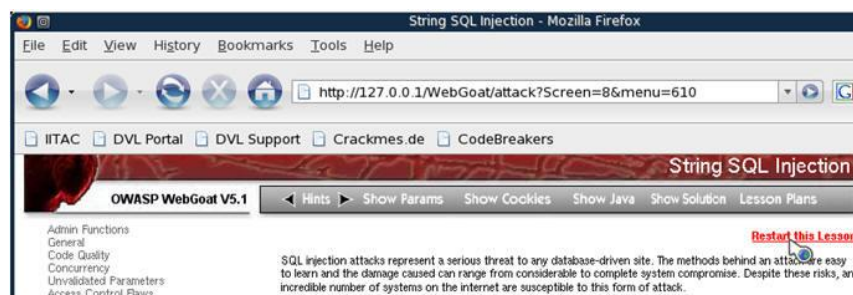 String SQL Injection - Mozilla Firefox
File Edit View History Bookmarks Tools Help
http://127.0.0.1/WebGoat/attack?Screen=8&menu=610
G
IITAC DVL Portal DVL Support Crackmes.de CodeBreakers
String SQL Injection
OWASP WebGoat V5.1
Hints Show Params Show Cookies Show Java Show Solution Lesson Plans
Admin Functions
General
Code Quality
Concurrency
Unvalidated Parameters
Access Control Flaws
Restart this Lesson
SQL injection attacks represent a serious threat to any database-driven site. The methods behind an attack are easy
to learn and the damage caused can range from considerable to complete system compromise. Despite these risks, an
incredible number of systems on the internet are susceptible to this form of attack.